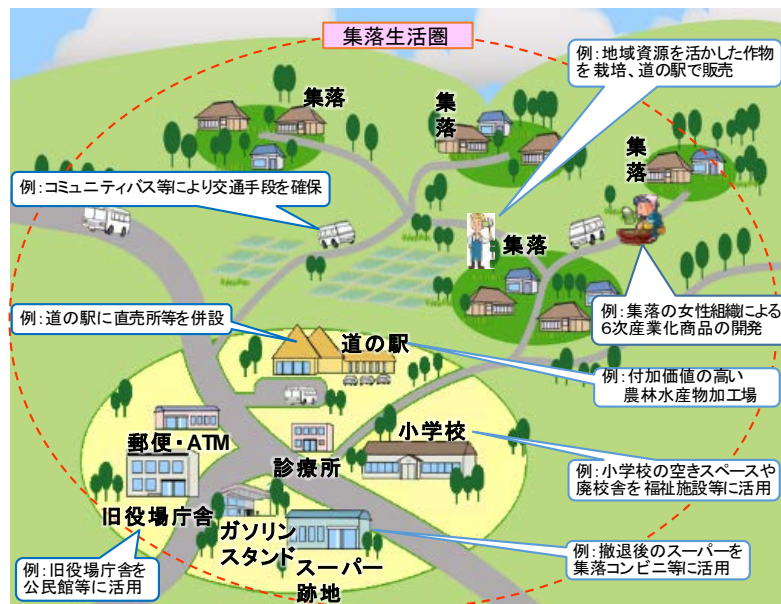 集落生活圏
例：地域資源を活かした作物
を栽培、道の駅で販売
集落
集落
集落
例：コミュニティバス等により交通手段を確保
集落
例：集落の女性組織による
6次産業化商品の開発
例：道の駅に直売所等を併設
道の駅
例：付加価値の高い
農林水産物加工場
郵便・ATM
小学校
診療所
例：小学校の空きスペースや
廃校舎を福祉施設等に活用
旧役場庁舎
ガソリン
スタンド
スーパー
跡地
例：旧役場庁舎を
公民館等に活用
例：撤退後のスーパーを
集落コンビニ等に活用